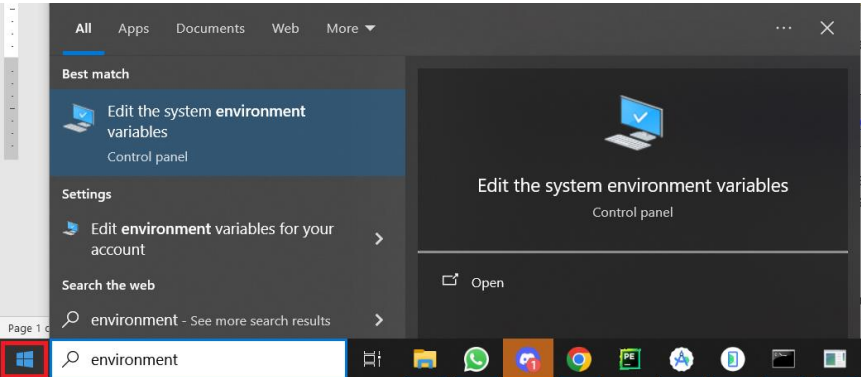 All Apps Documents Web More
Best match
Edit the system environment
variables
Control panel
Settings
Edit environment variables for your
account
Search the web
environment - See more search results
Edit the system environment variables
Control panel
Open
Page 1
environment
1
PE